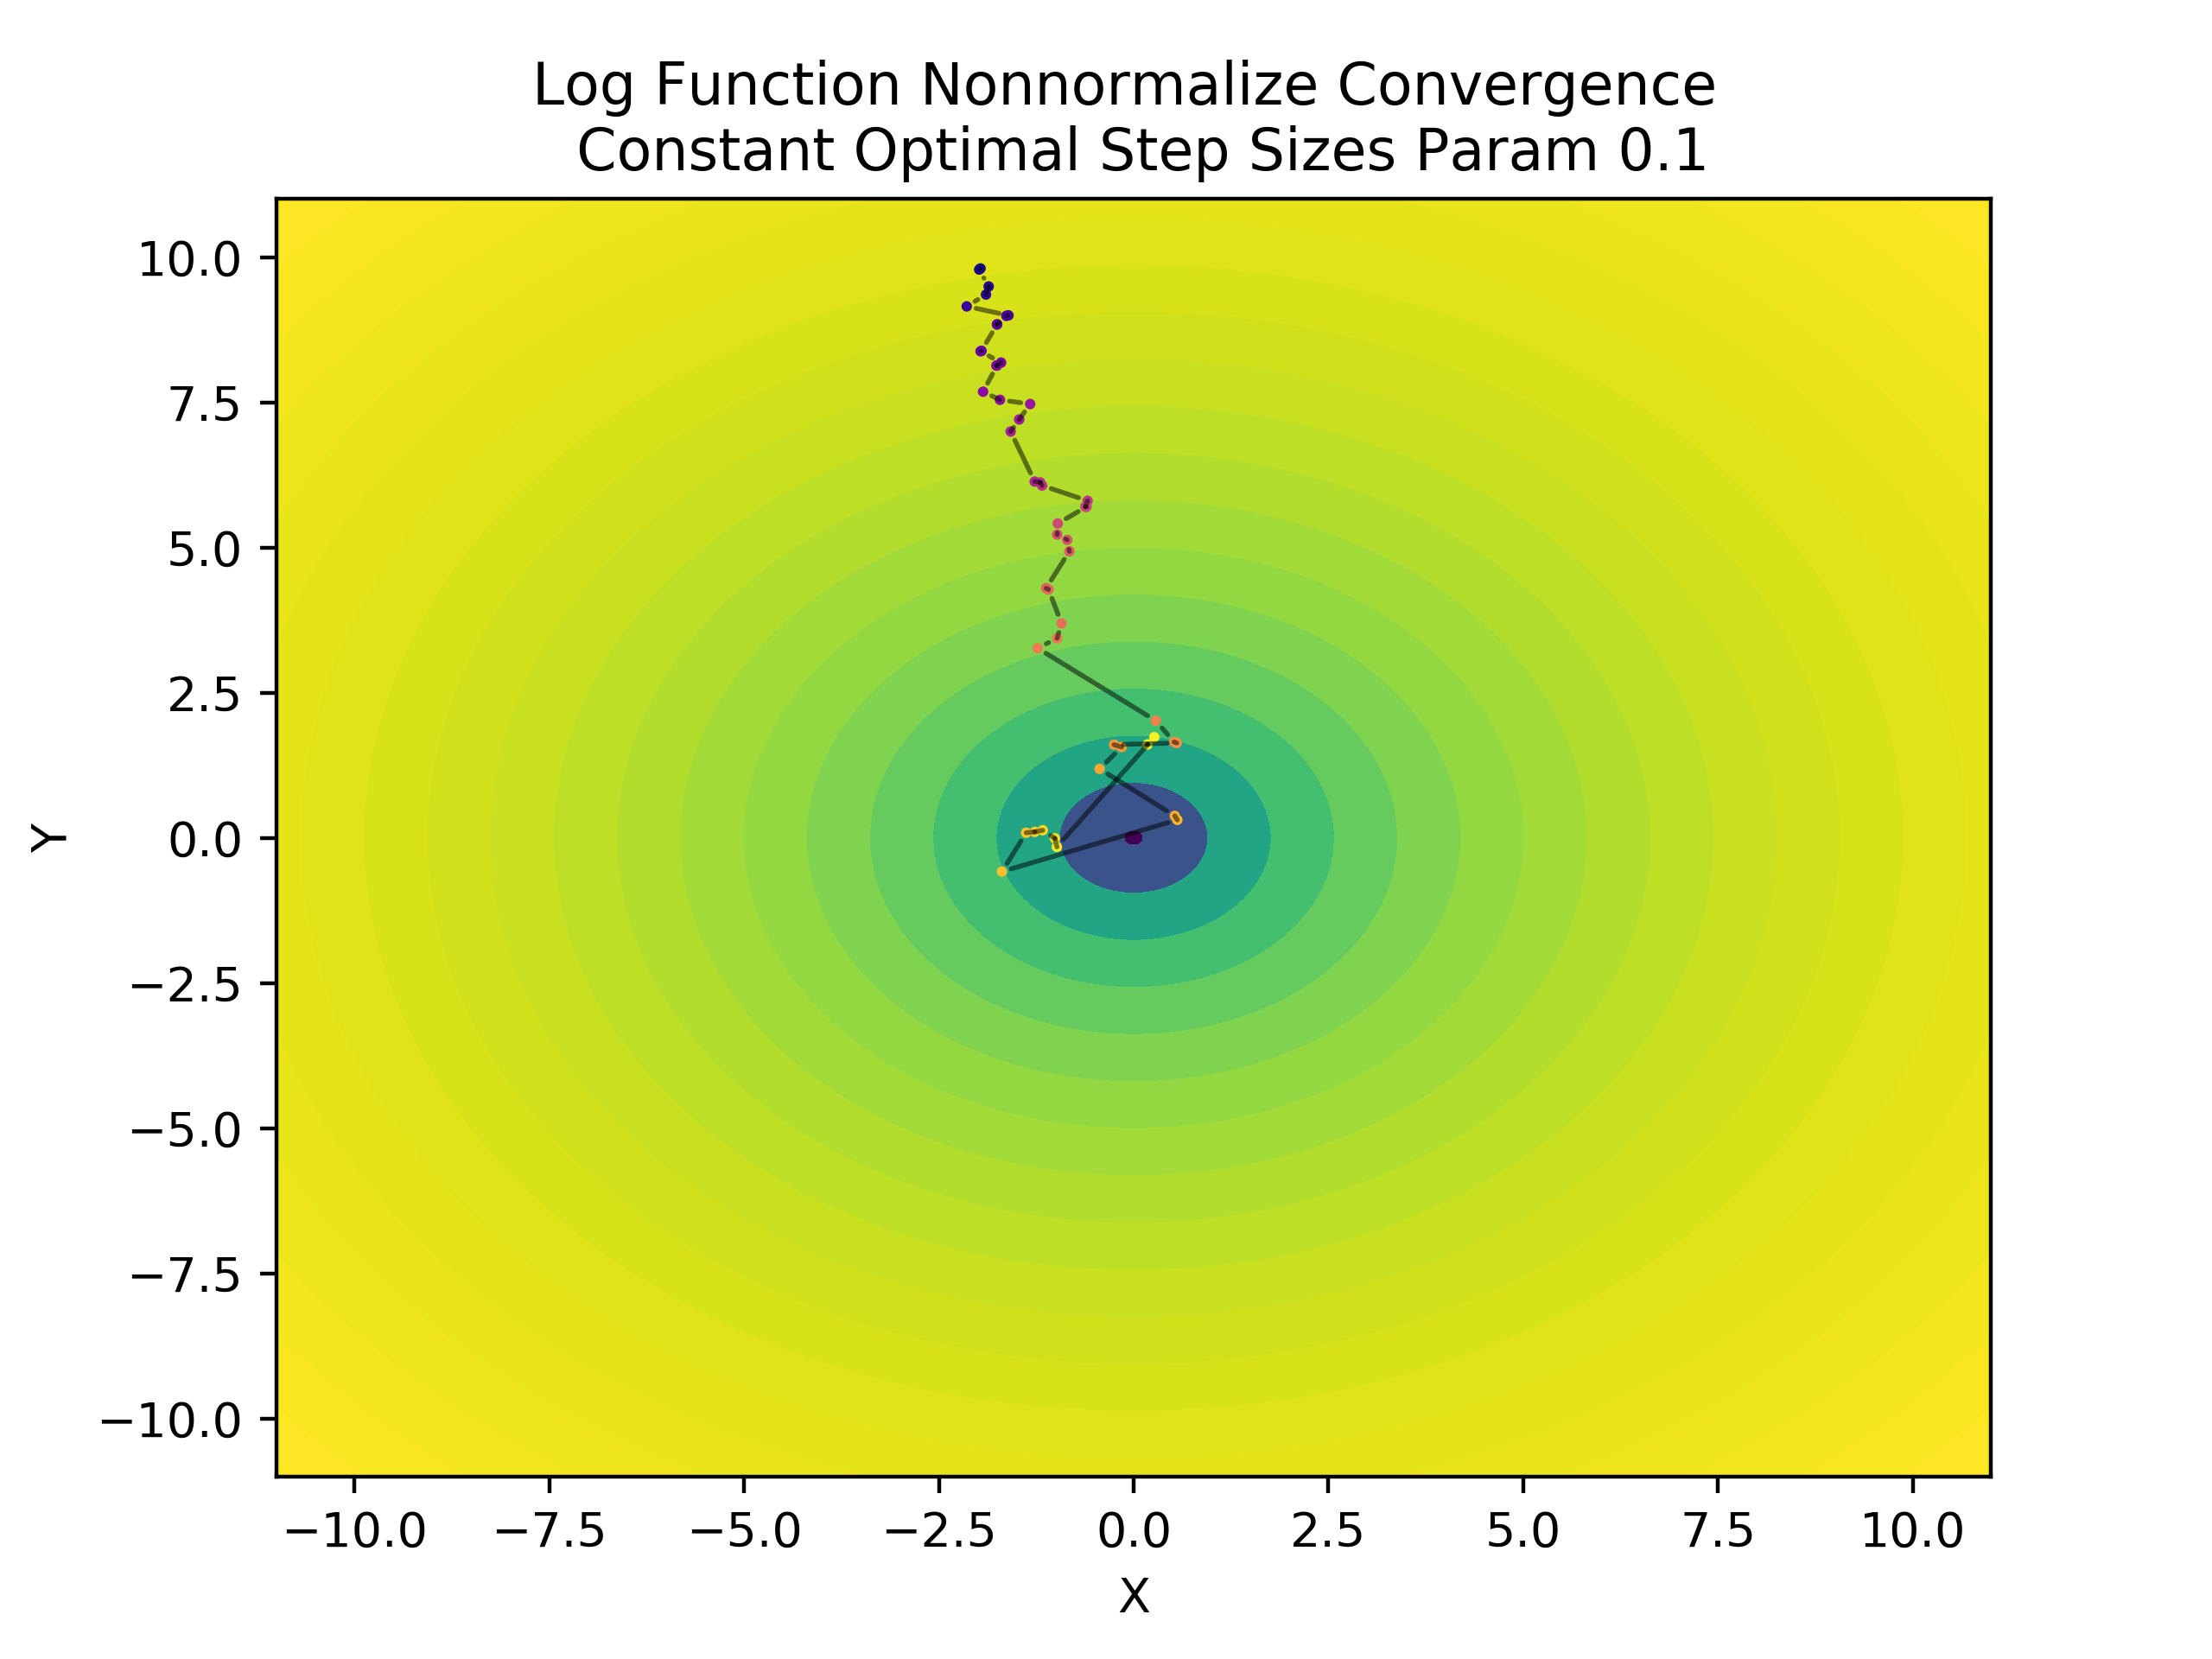 Log Function Nonnormalize Convergence
Constant Optimal Step Sizes Param 0.1
10.0
7.5
5.0
2.5
0.0
−2.5
−5.0
−7.5
−10.0
Y
−10.0 −7.5 −5.0 −2.5 0.0 2.5 5.0 7.5 10.0
X